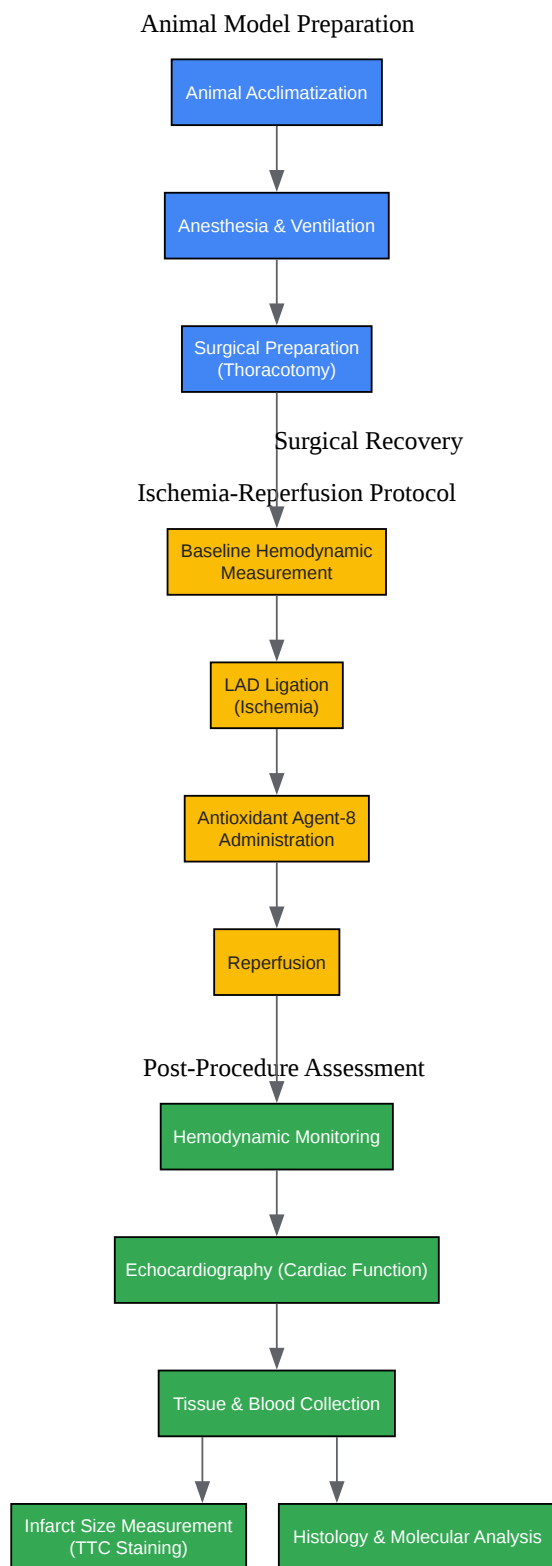 Animal Model Preparation
Animal Acclimatization
Anesthesia & Ventilation
Surgical Preparation
(Thoracotomy)
Surgical Recovery
Ischemia-Reperfusion Protocol
Baseline Hemodynamic
Measurement
LAD Ligation
(Ischemia)
Antioxidant Agent-8
Administration
Reperfusion
Post-Procedure Assessment
Hemodynamic Monitoring
Echocardiography (Cardiac Function)
Tissue & Blood Collection
Infarct Size Measurement
(TTC Staining)
Histology & Molecular Analysis